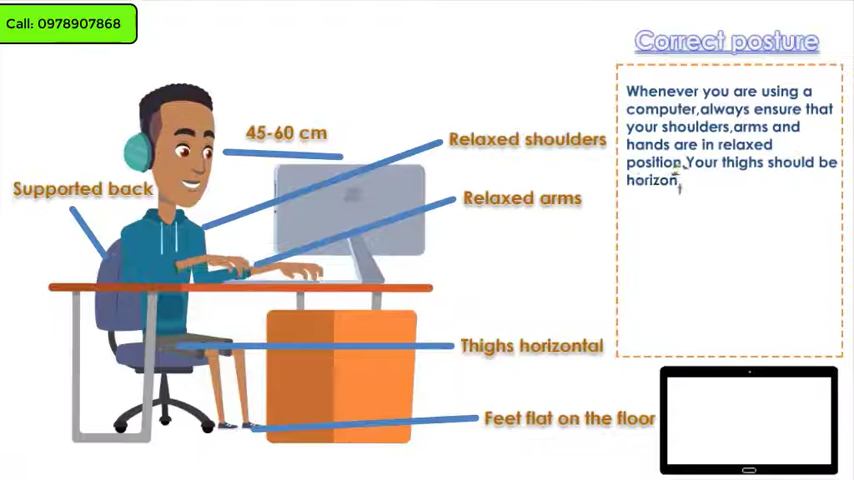 Call: 0978907868
Correct posture
Whenever you are using a
computer,always ensure that
your shoulders,arms and
hands are in relaxed
position.Your thighs should be
horizon
45-60 cm
Relaxed shoulders
Supported back
Relaxed arms
Thighs horizontal
Feet flat on the floor